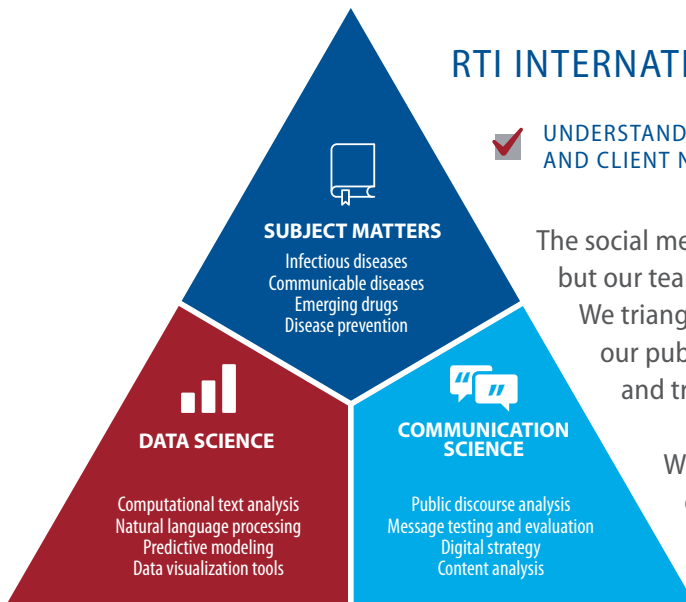 RTI INTERNATI
UNDERSTAND
AND CLIENT N
SUBJECT MATTERS
Infectious diseases
Communicable diseases
Emerging drugs
Disease prevention
The social me
but our tea
We triang
our pub
and tr
W
DATA SCIENCE
Computational text analysis
Natural language processing
Predictive modeling
Data visualization tools
COMMUNICATION
SCIENCE
Public discourse analysis
Message testing and evaluation
Digital strategy
Content analysis